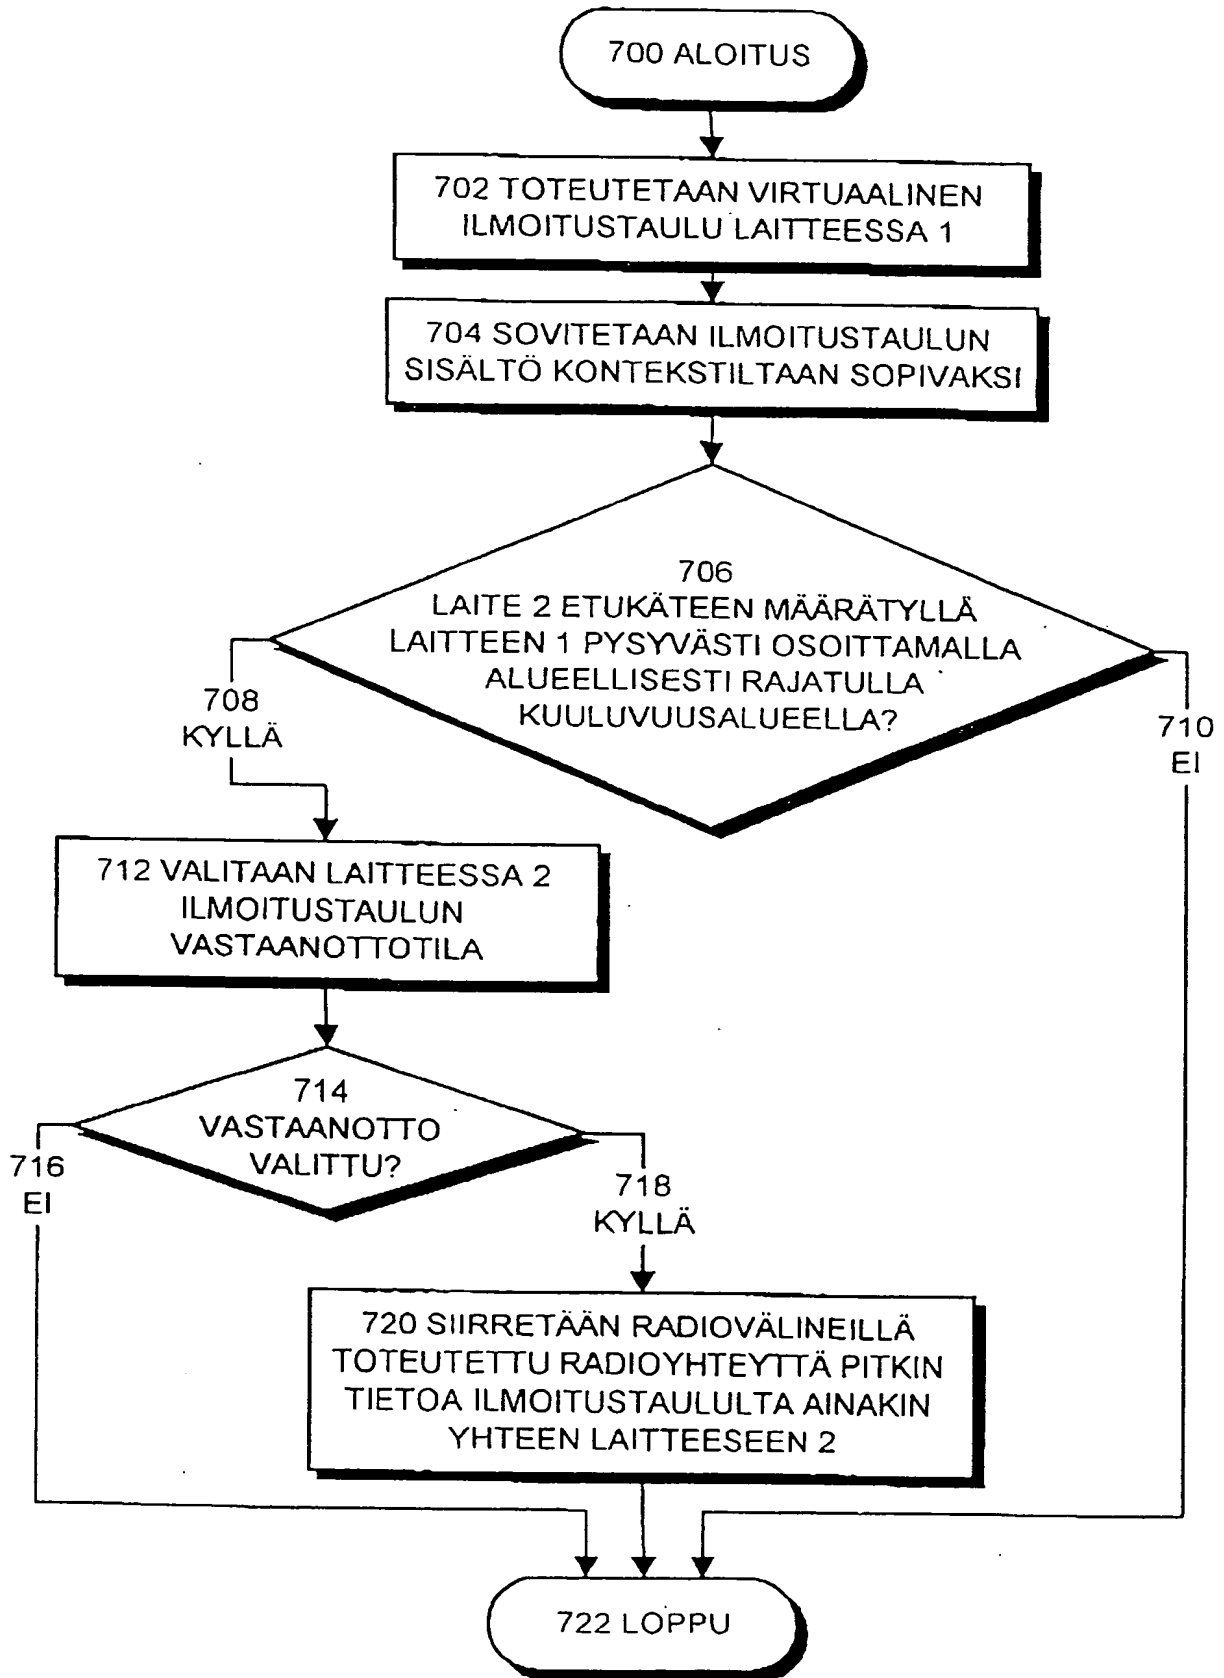 700 ALOITUS
702 TOTEUTETAAN VIRTUAALINEN
ILMOITUSTAULU LAITTEESSA 1
704 SOVITETAAN ILMOITUSTAULUN
SISÄLTÖ KONTEKSTILTAAN SOPIVAKSI
706
LAITE 2 ETUKÄTEEN MÄÄRÄTYLLÄ
LAITTEEN 1 PYSYVÄSTI OSOITTAMALLA
ALUEELLISESTI RAJATULLA
KUULUVUUSALUEELLA?
708
KYLLÄ
710
EI
712 VALITAAN LAITTEESSA 2
ILMOITUSTAULUN
VASTAANOTTOTILA
714
VASTAANOTTO
VALITTU?
716
EI
718
KYLLÄ
720 SIIRRETÄÄN RADIOVÄLINEILLÄ
TOTEUTETTU RADIOYHTEYTTÄ PITKIN
TIETOA ILMOITUSTAULULTA AINAKIN
YHTEEN LAITTEESEEN 2
722 LOPPU